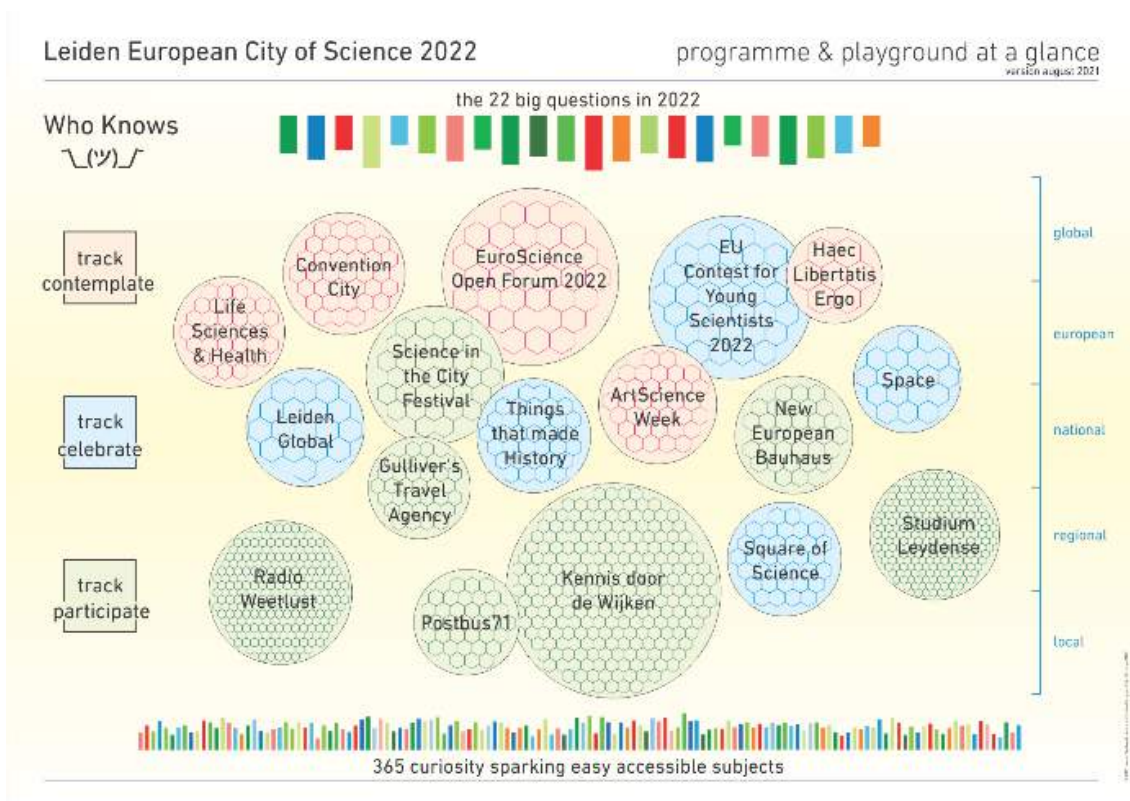 Leiden European City of Science 2022
programme & playground at a glance
version august 2021
the 22 big questions in 2022
Who Knows
¯\_(ツ)_/¯
track
contemplate
track
celebrate
track
participate
Life
Sciences
& Health
Convention
City
EuroScience
Open Forum 2022
EU
Contest for
Young
Scientists
2022
Haec
Libertatis
Ergo
Science in
the City
Festival
Leiden
Global
Things
that made
History
ArtScience
Week
New
European
Bauhaus
Space
Gulliver's
Travel
Agency
Radio
Weetlust
Postbus71
Kennis door
de Wijken
Square of
Science
Studium
Leydense
global
european
national
regional
local
365 curiosity sparking easy accessible subjects